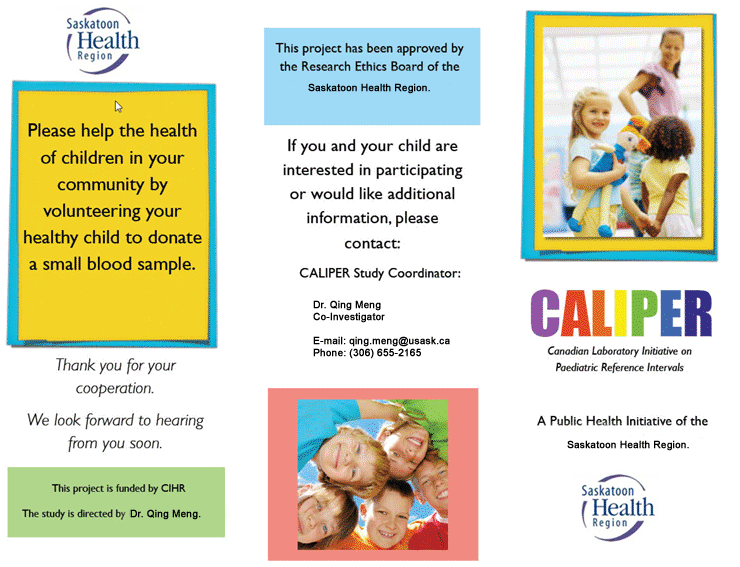 Saskatoon
Health
Region
Please help the health
of children in your
community by
volunteering your
healthy child to donate
a small blood sample.
Thank you for your
cooperation.
We look forward to hearing
from you soon.
This project is funded by CIHR
The study is directed by Dr. Qing Meng.
This project has been approved by
the Research Ethics Board of the
Saskatoon Health Region.
If you and your child are
interested in participating
or would like additional
information, please
contact:
CALIPER Study Coordinator:
Dr. Qing Meng
Co-Investigator
E-mail: qing.meng@usask.ca
Phone: (306) 655-2165
CALIPER
Canadian Laboratory Initiative on
Paediatric Reference Intervals
A Public Health Initiative of the
Saskatoon Health Region.
Saskatoon
Health
Region